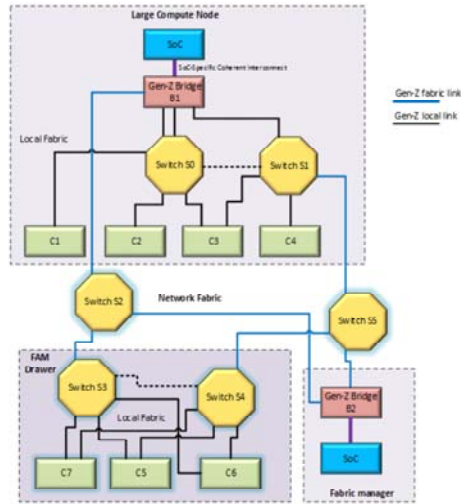 Large Compute Node
SoC
SoC-Specific Coherent Interconnect
Gen-Z Bridge
B1
Gen-Z fabric link
Gen-Z local link
Local Fabric
Switch S0
Switch S1
C1
C2
C3
C4
Switch S2
Network Fabric
Switch S5
FAM
Drawer
Switch S3
Switch S4
Local Fabric
Gen-Z Bridge
B2
C7
C5
C6
SoC
Fabric manager